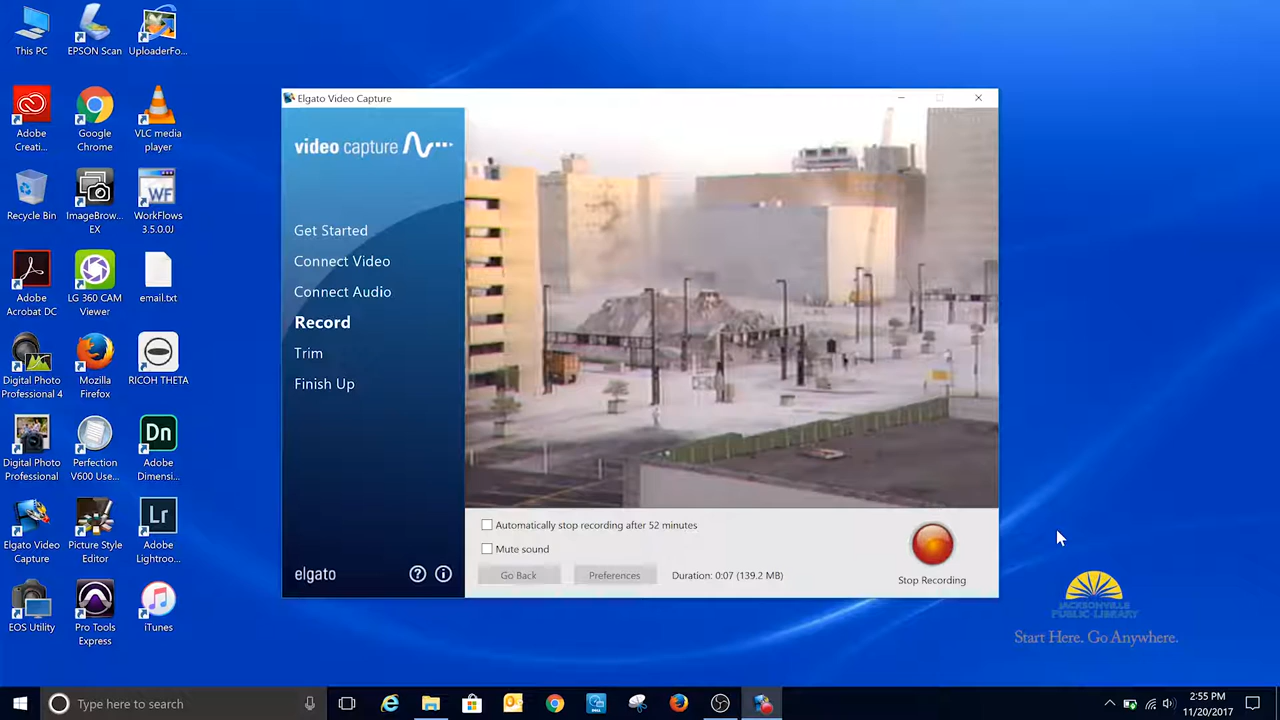 This PC
EPSON Scan
UploaderFo...
Adobe
Creati...
Google
Chrome
VLC media
player
Recycle Bin
ImageBrow...
EX
WorkFlows
3.5.0.0J
Adobe
Acrobat DC
LG 360 CAM
Viewer
email.txt
Digital Photo
Professional 4
Mozilla
Firefox
RICOH THETA
Digital Photo
Professional
Perfection
V600 Use...
Adobe
Dimensi...
Elgato Video
Capture
Picture Style
Editor
Adobe
Lightroo...
EOS Utility
Pro Tools
Express
iTunes
WF
Dn
Lr
Elgato Video Capture
video capture
Get Started
Connect Video
Connect Audio
Record
Trim
Finish Up
elgato
Automatically stop recording after 52 minutes
Mute sound
Go Back
Preferences
Duration: 0:07 (139.2 MB)
Stop Recording
JACKSONVILLE
PUBLIC LIBRARY
Start Here. Go Anywhere.
Type here to search
DELL
2:55 PM
11/20/2017